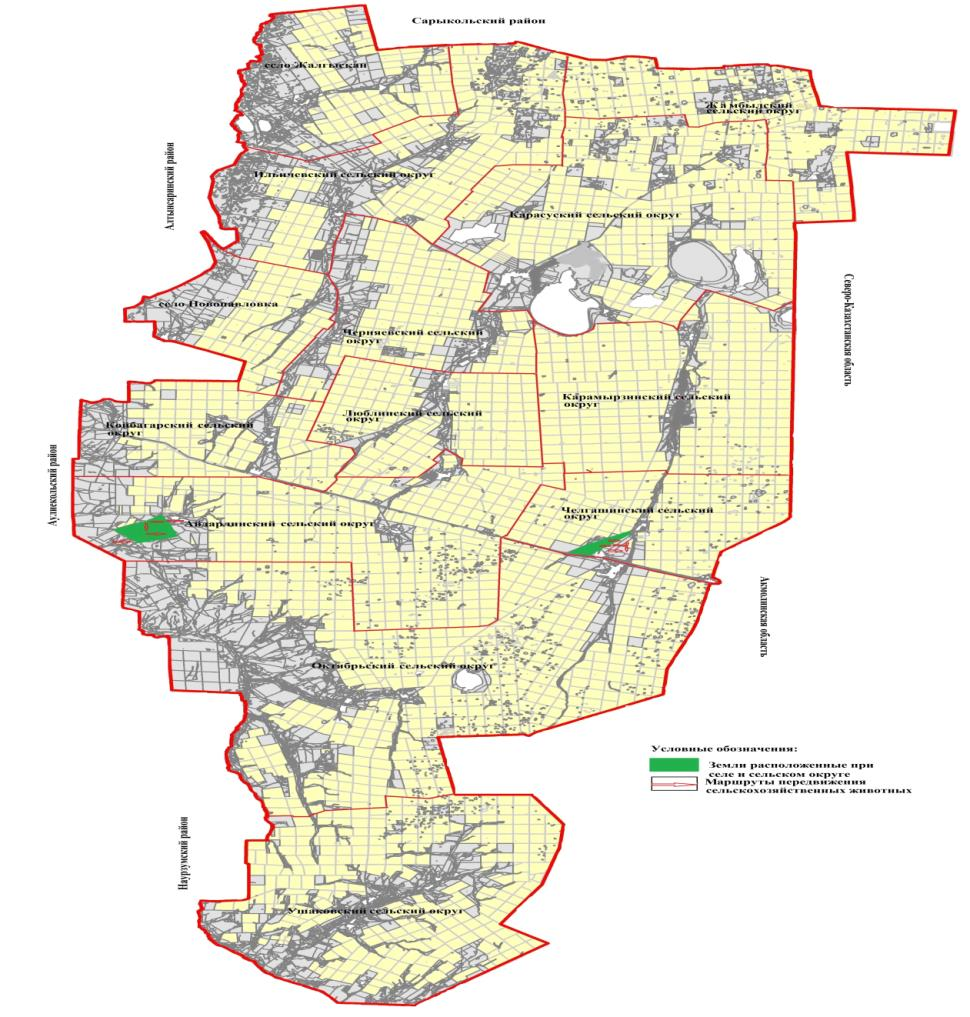 Сарыкольский район
село Жалгыскан
Жамбылский
сельский округ
Алтынсаринский район
Ильичевский сельский округ
Карасуский сельский округ
Северо-Казахстанская область
село Новопавловка
Черняевский сельский
округ
Карамырзинский сельский
округ
Люблинский сельский
округ
Койбагарский сельский
округ
Аулиекольский район
Челгашинский сельский
округ
Айдарлинский сельский округ
Акмолинская область
Октябрьский сельский округ
Условные обозначения:
Земли расположенные при
селе и сельском округе
Маршруты передвижения
сельскохозяйственных животных
Наурзумский район
Ушаковский сельский округ